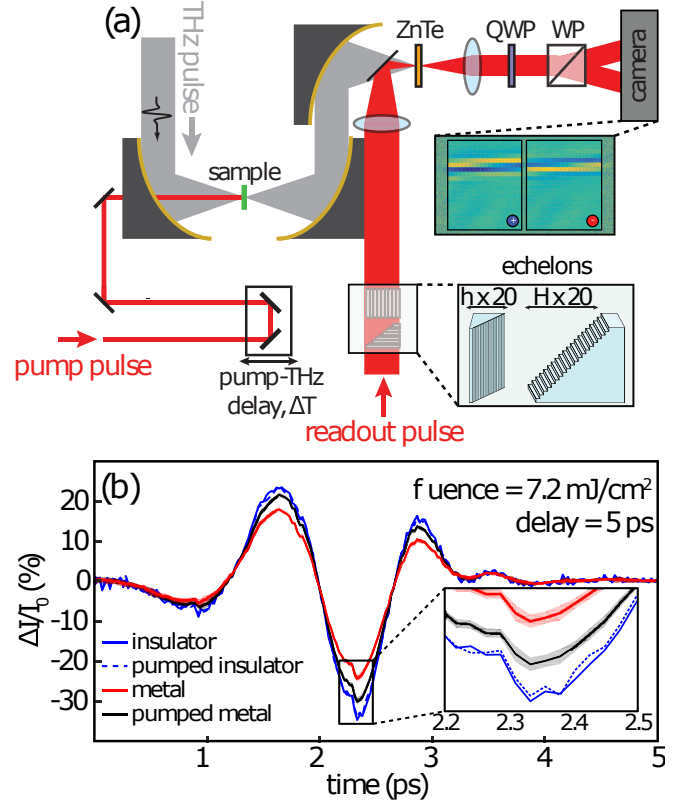 (a)
THz pulse
sample
ZnTe
QWP
WP
camera
+
-
echelons
h x 20
H x 20
pump pulse
pump-THz
delay, ΔT
readout pulse
(b)
f uence = 7.2 mJ/cm²
delay = 5 ps
ΔI/I₀ (%)
20
10
0
-10
-20
-30
insulator
pumped insulator
metal
pumped metal
2.2
2.3
2.4
2.5
1
2
3
4
5
time (ps)